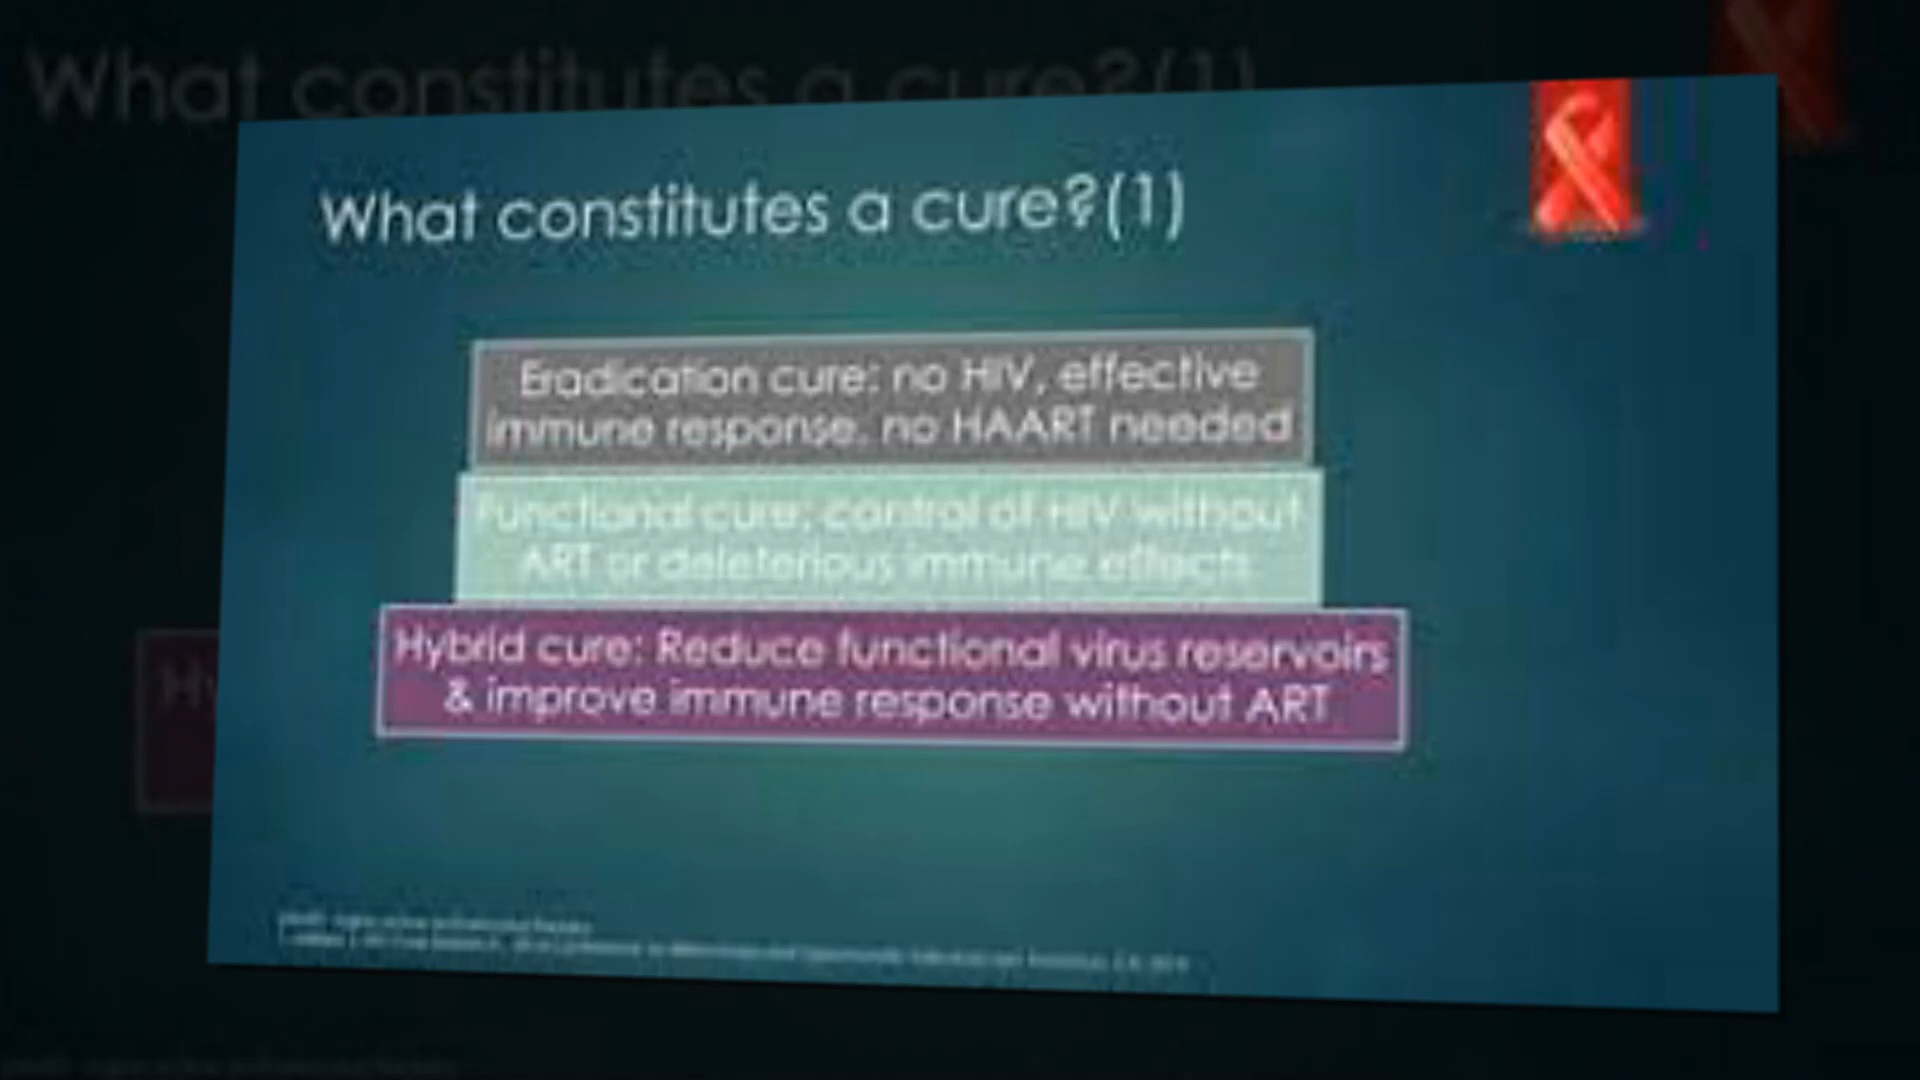 What constitutes a cure?(1)
Eradication cure: no HIV, effective
immune response, no HAART needed
Functional cure: control of HIV without
ART or deleterious immune effects
Hybrid cure: Reduce functional virus reservoirs
& improve immune response without ART